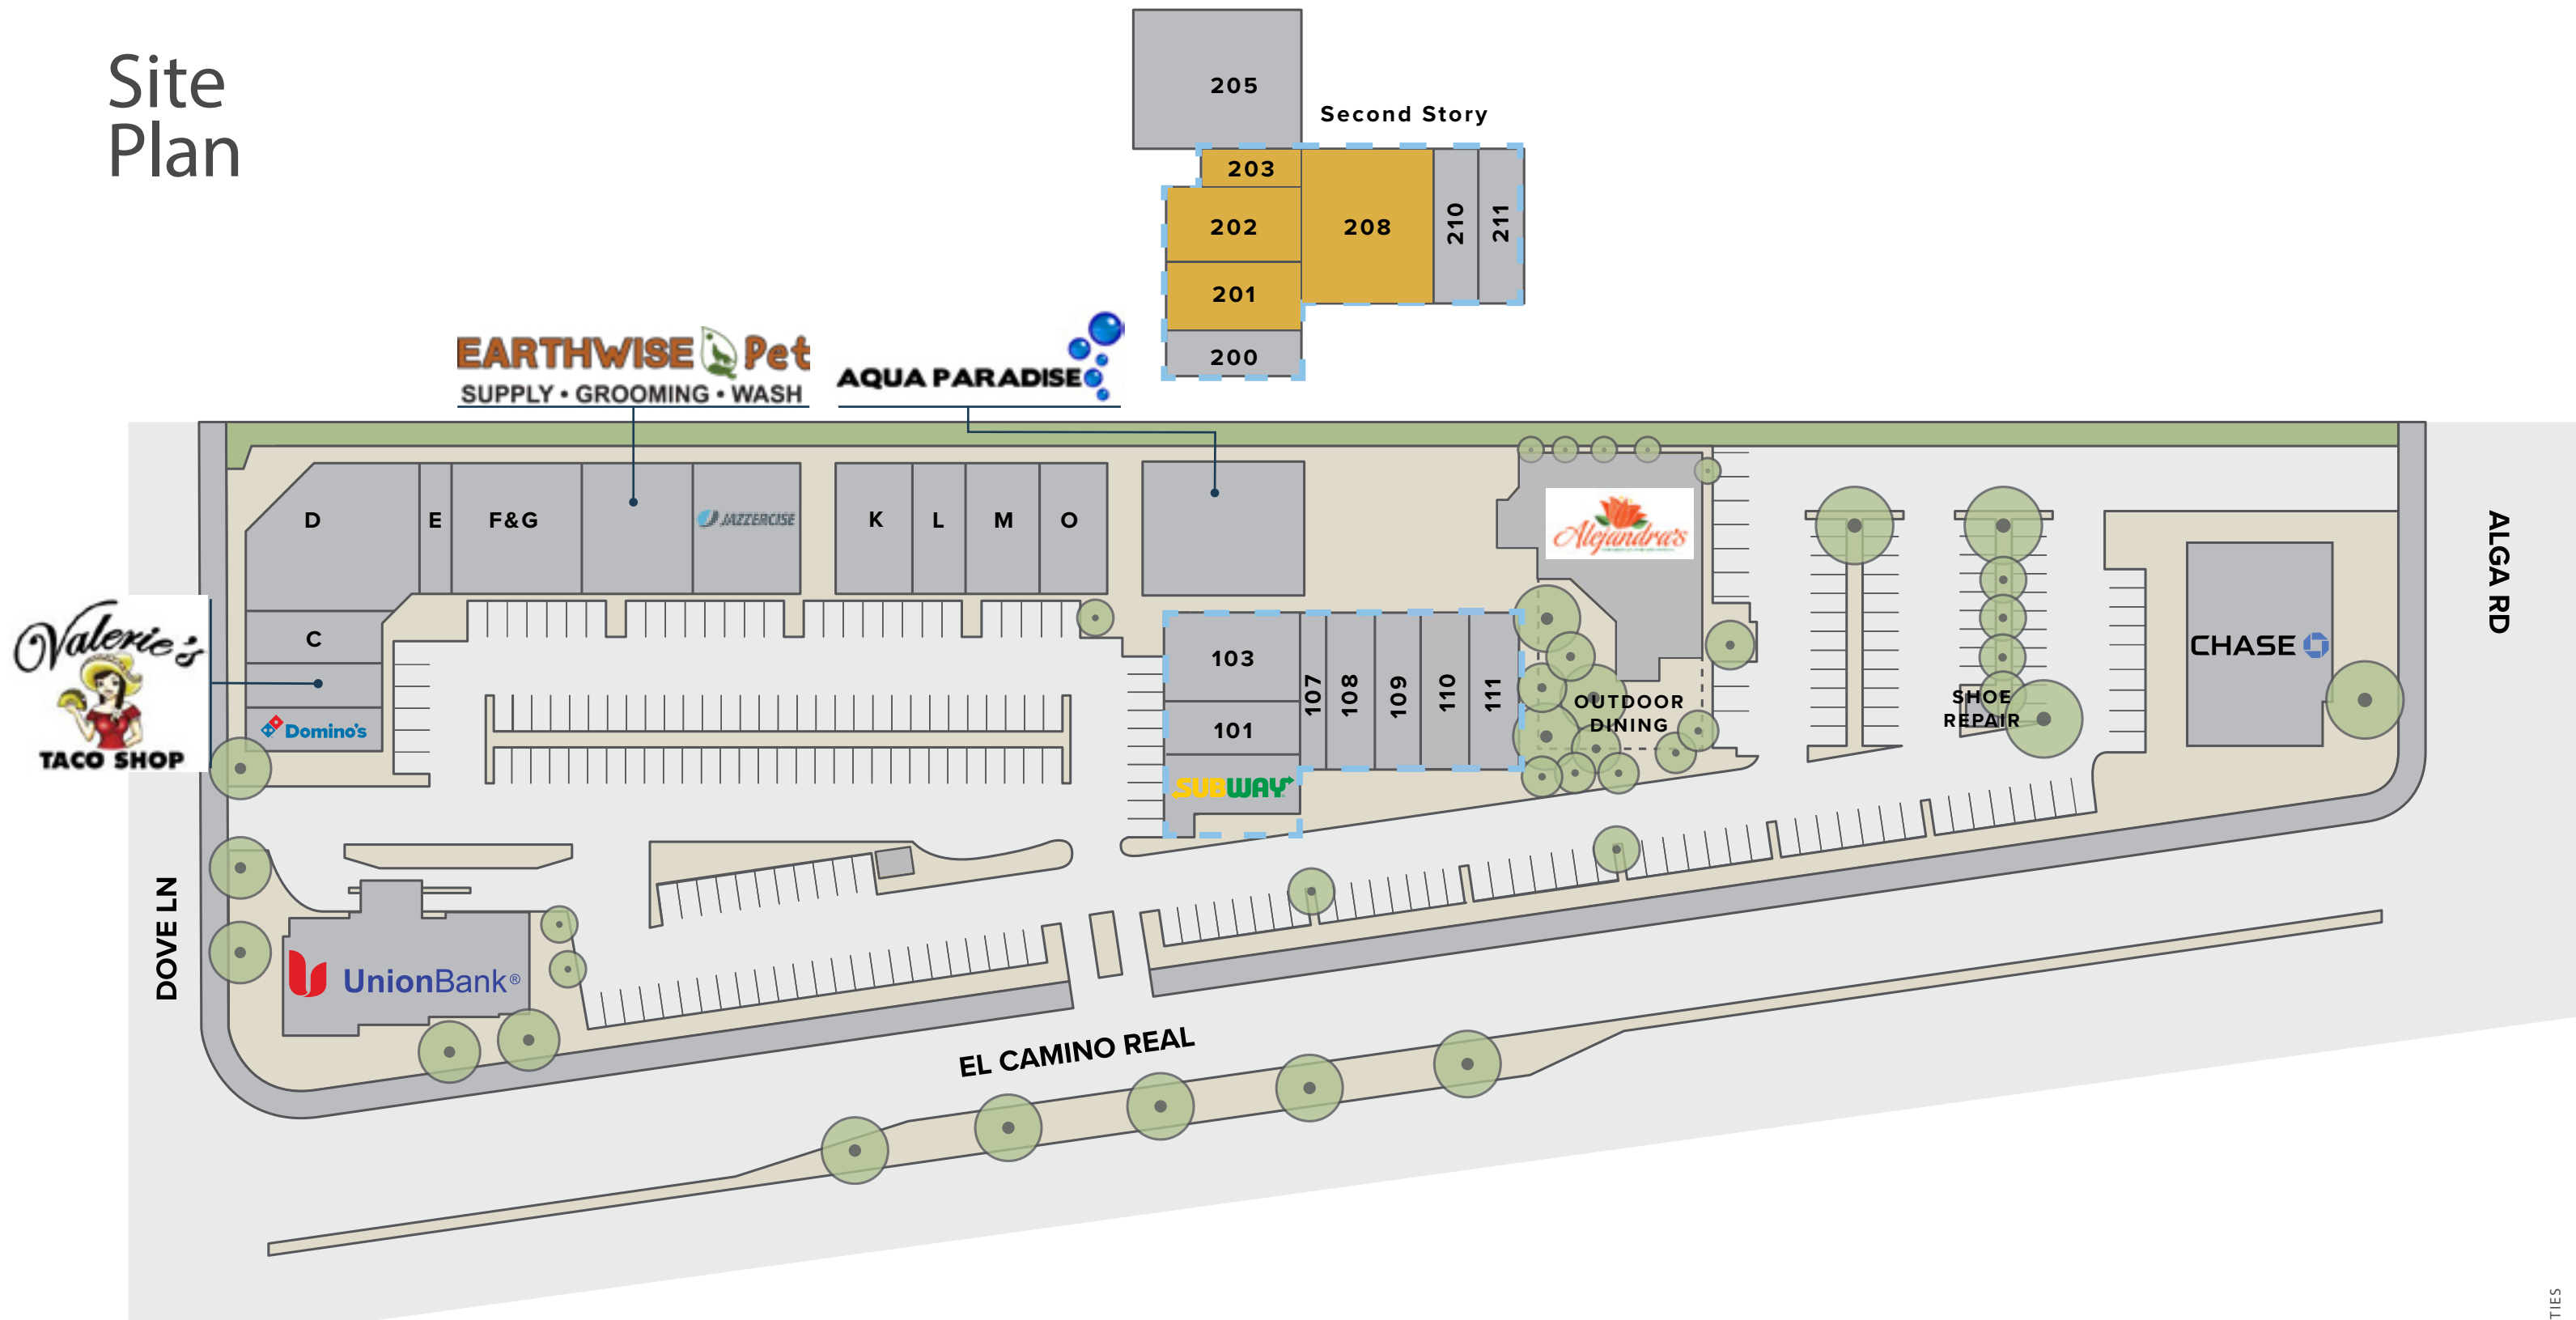 Site
Plan
205
Second Story
203
202
208
210
211
201
200
EARTHWISE Pet
SUPPLY • GROOMING • WASH
AQUA PARADISE
D
E
F&G
JAZZERCISE
K
L
M
O
Alejandra's
C
Valerie's
TACO SHOP
Domino's
103
101
SUBWAY
107
108
109
110
111
OUTDOOR
DINING
SHOE
REPAIR
CHASE
ALGA RD
DOVE LN
UnionBank®
EL CAMINO REAL
TIES